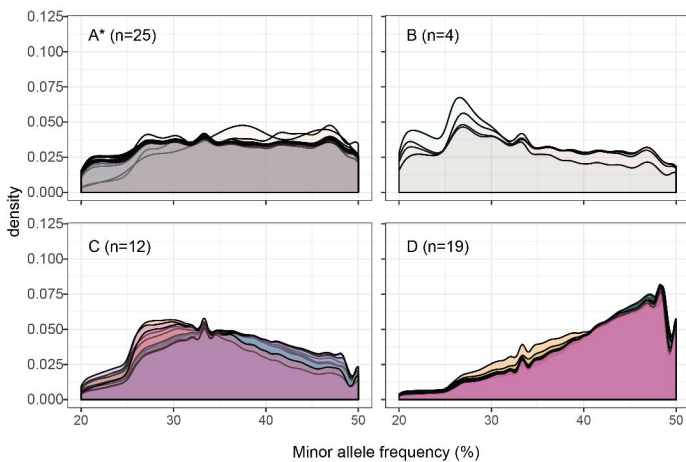 A* (n=25)
B (n=4)
0.125
0.100
0.075
0.050
0.025
0.000
C (n=12)
D (n=19)
0.125
0.100
0.075
0.050
0.025
0.000
density
20 30 40 50 20 30 40 50
Minor allele frequency (%)